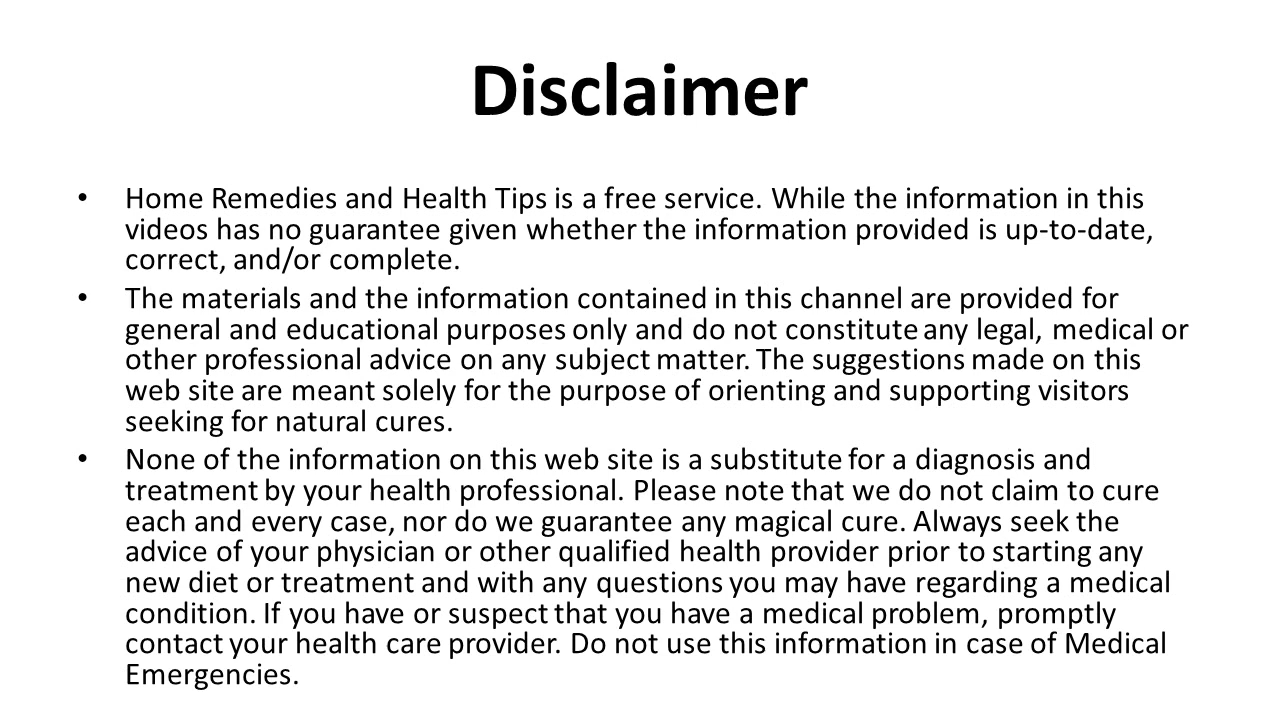 Disclaimer
• Home Remedies and Health Tips is a free service. While the information in this
videos has no guarantee given whether the information provided is up-to-date,
correct, and/or complete.
• The materials and the information contained in this channel are provided for
general and educational purposes only and do not constitute any legal, medical or
other professional advice on any subject matter. The suggestions made on this
web site are meant solely for the purpose of orienting and supporting visitors
seeking for natural cures.
• None of the information on this web site is a substitute for a diagnosis and
treatment by your health professional. Please note that we do not claim to cure
each and every case, nor do we guarantee any magical cure. Always seek the
advice of your physician or other qualified health provider prior to starting any
new diet or treatment and with any questions you may have regarding a medical
condition. If you have or suspect that you have a medical problem, promptly
contact your health care provider. Do not use this information in case of Medical
Emergencies.